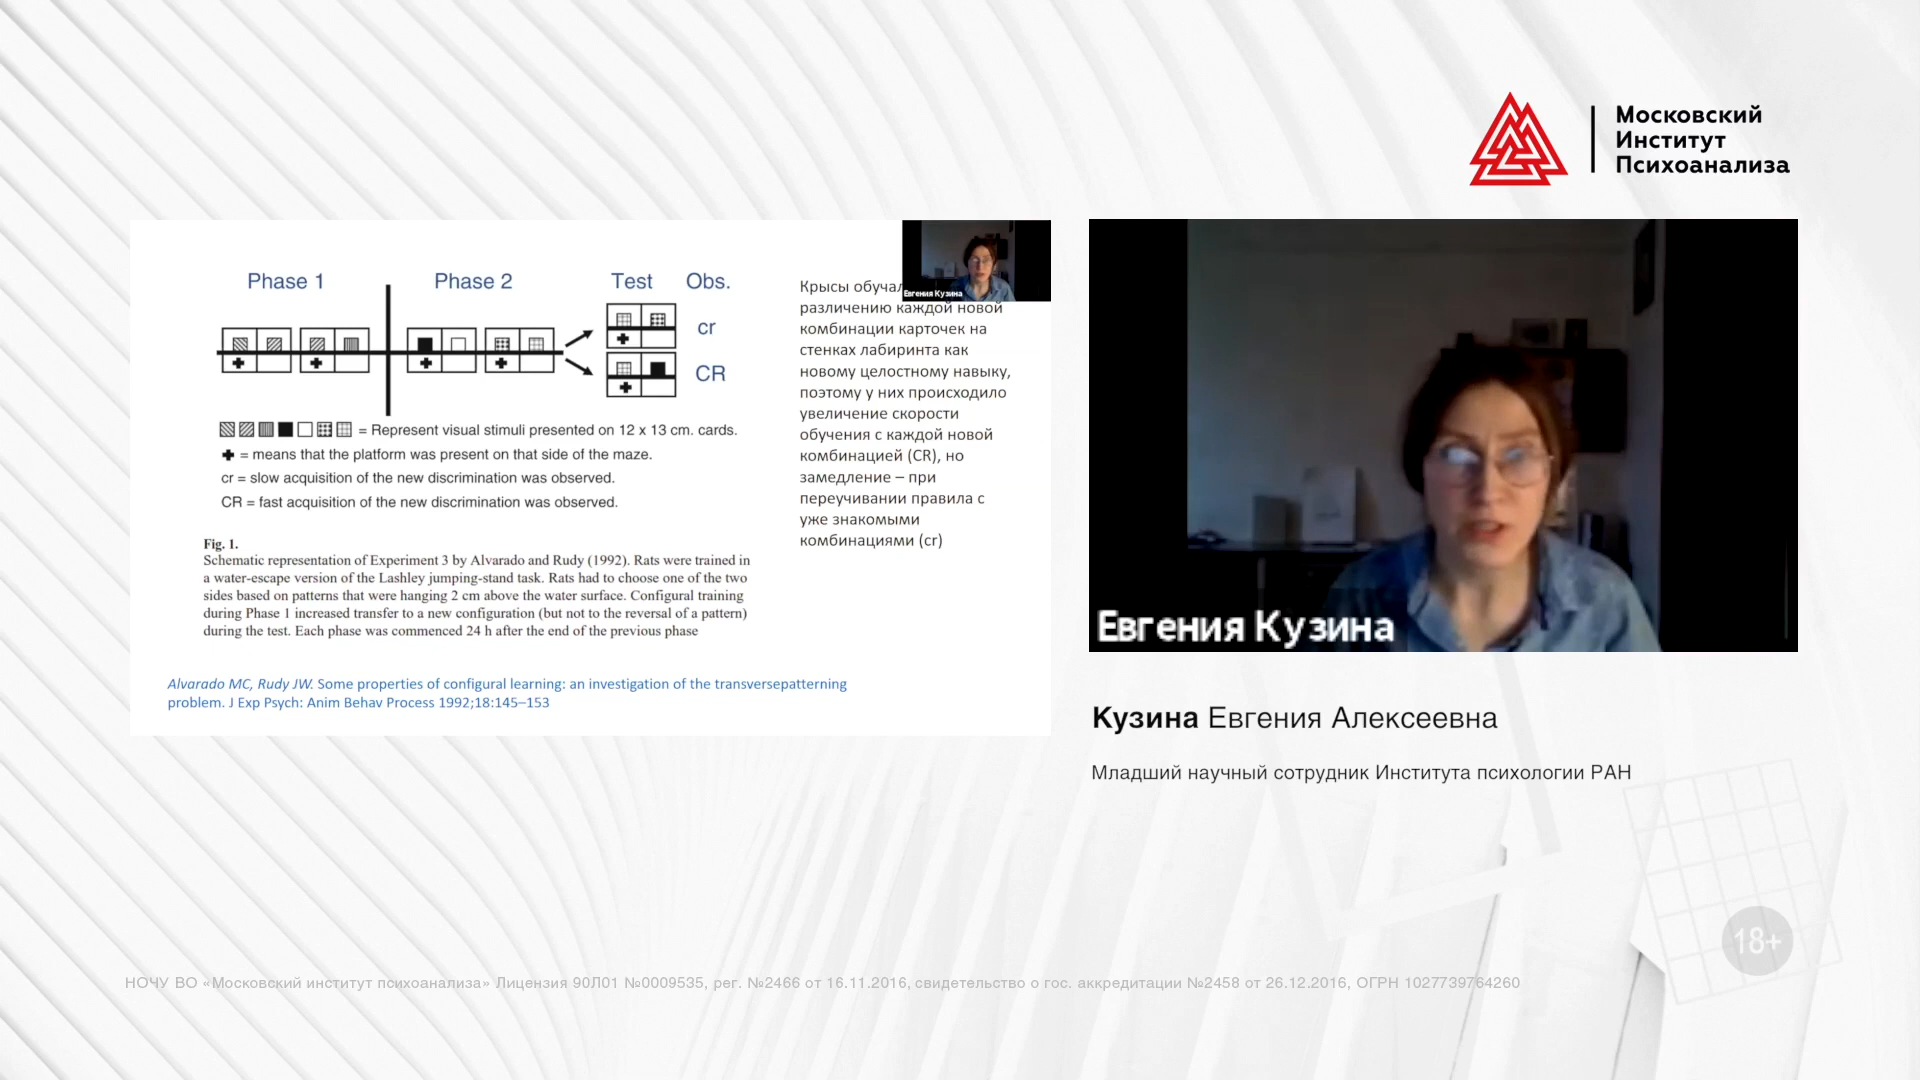 Московский
Институт
Психоанализа
Phase 1
Phase 2
Test
Obs.
cr
CR
= Represent visual stimuli presented on 12 x 13 cm. cards.
= means that the platform was present on that side of the maze.
cr = slow acquisition of the new discrimination was observed.
CR = fast acquisition of the new discrimination was observed.
Fig. 1.
Schematic representation of Experiment 3 by Alvarado and Rudy (1992). Rats were trained in
a water-escape version of the Lashley jumping-stand task. Rats had to choose one of the two
sides based on patterns that were hanging 2 cm above the water surface. Configural training
during Phase 1 increased transfer to a new configuration (but not to the reversal of a pattern)
during the test. Each phase was commenced 24 h after the end of the previous phase
Alvarado MC, Rudy JW. Some properties of configural learning: an investigation of the transversepatterning
problem. J Exp Psych: Anim Behav Process 1992;18:145–153
Крысы
различению каждой новой
комбинации карточек на
стенках лабиринта как
новому целостному навыку,
поэтому у них происходило
увеличение скорости
обучения с каждой новой
комбинацией (CR), но
замедление – при
переучивании правила с
уже знакомыми
комбинациями (cr)
Евгения Кузина
Евгения Кузина
Кузина Евгения Алексеевна
Младший научный сотрудник Института психологии РАН
18+
НОЧУ ВО «Московский институт психоанализа» Лицензия 90Л01 №0009535, рег. №2466 от 16.11.2016, свидетельство о гос. аккредитации №2458 от 26.12.2016, ОГРН 1027739764260